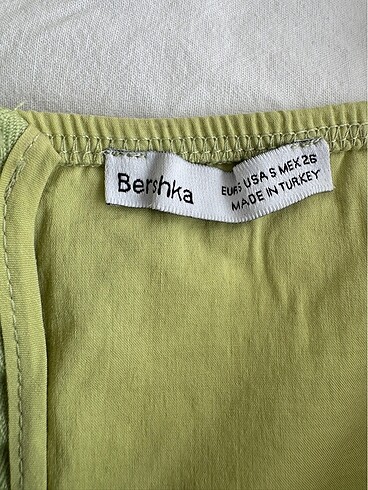 Bershka
EUR S USA S MEX 26
MADE IN TURKEY